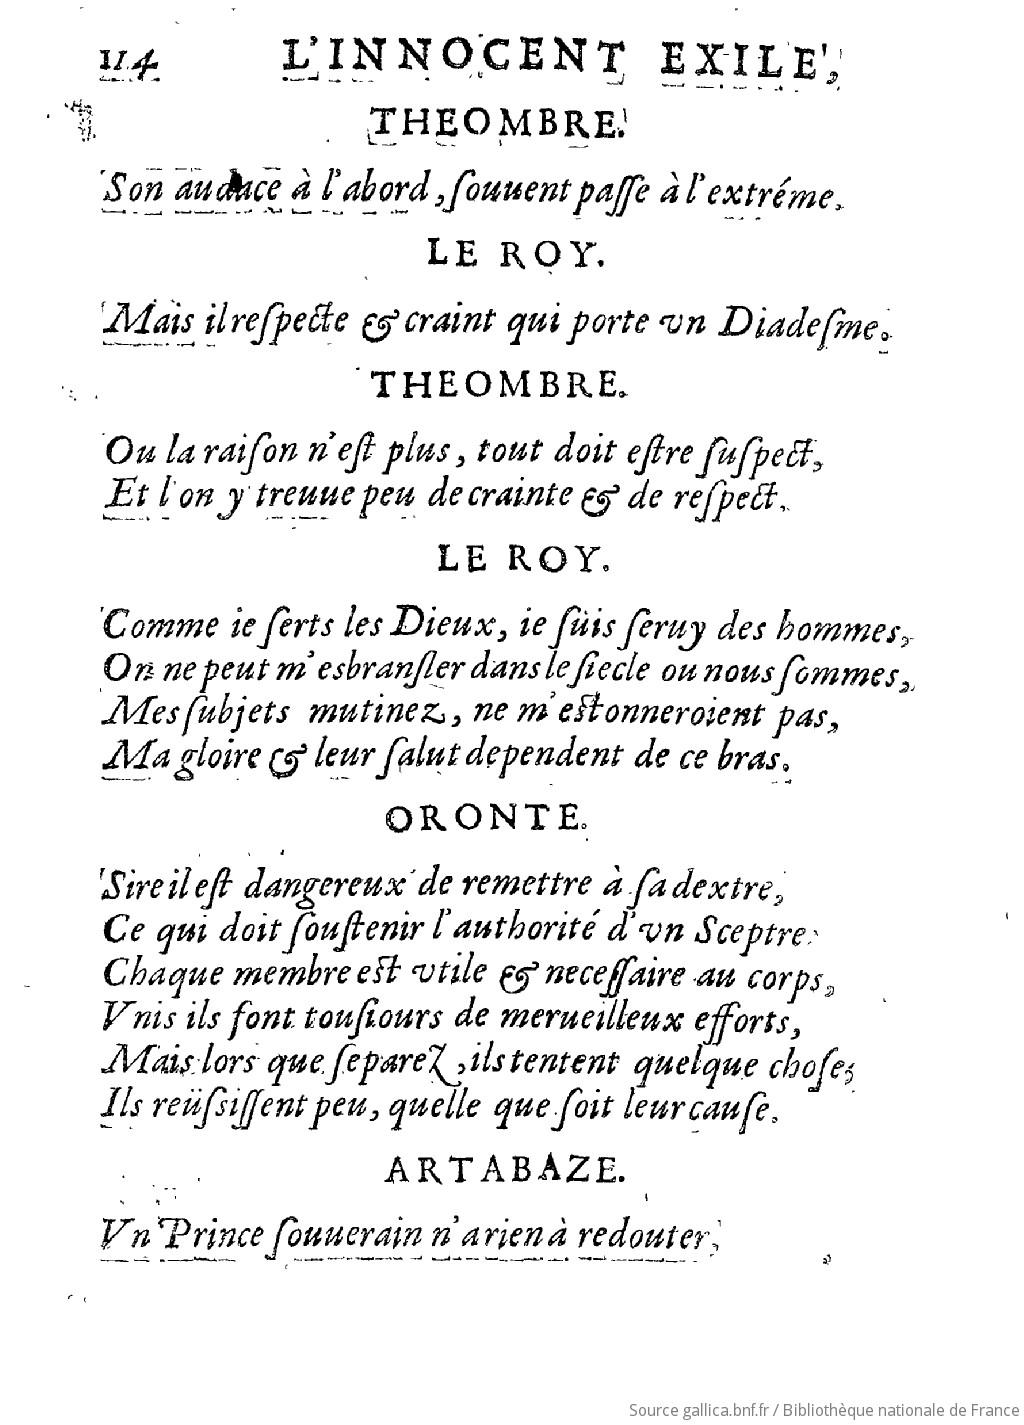 114 L'INNOCENT EXILE',
THEOMBRE.
Son audace à l'abord, ſouuent paſſe à l'extréme.
LE ROY.
Mais il reſpecte & craint qui porte vn Diadeſme.
THEOMBRE.
Ou la raiſon n'eſt plus, tout doit eſtre ſuſpect,
Et l'on y treuue peu de crainte & de reſpect.
LE ROY.
Comme ie ſerts les Dieux, ie ſuis ſeruy des hommes,
On ne peut m'esbranſler dans le ſiecle ou nous ſommes,
Mes ſubjets mutinez, ne m'eſtonneroient pas,
Ma gloire & leur ſalut dependent de ce bras.
ORONTE.
Sire il eſt dangereux de remettre à ſa dextre,
Ce qui doit ſouſtenir l'authorité d'vn Sceptre.
Chaque membre eſt vtile & neceſſaire au corps,
Vnis ils font touſiours de merueilleux efforts,
Mais lors que ſeparez, ils tentent quelque choſe,
Ils reüſsiſſent peu, quelle que ſoit leur cauſe.
ARTABAZE.
Vn Prince ſouuerain n'a rien à redouter,
Source gallica.bnf.fr / Bibliothèque nationale de France